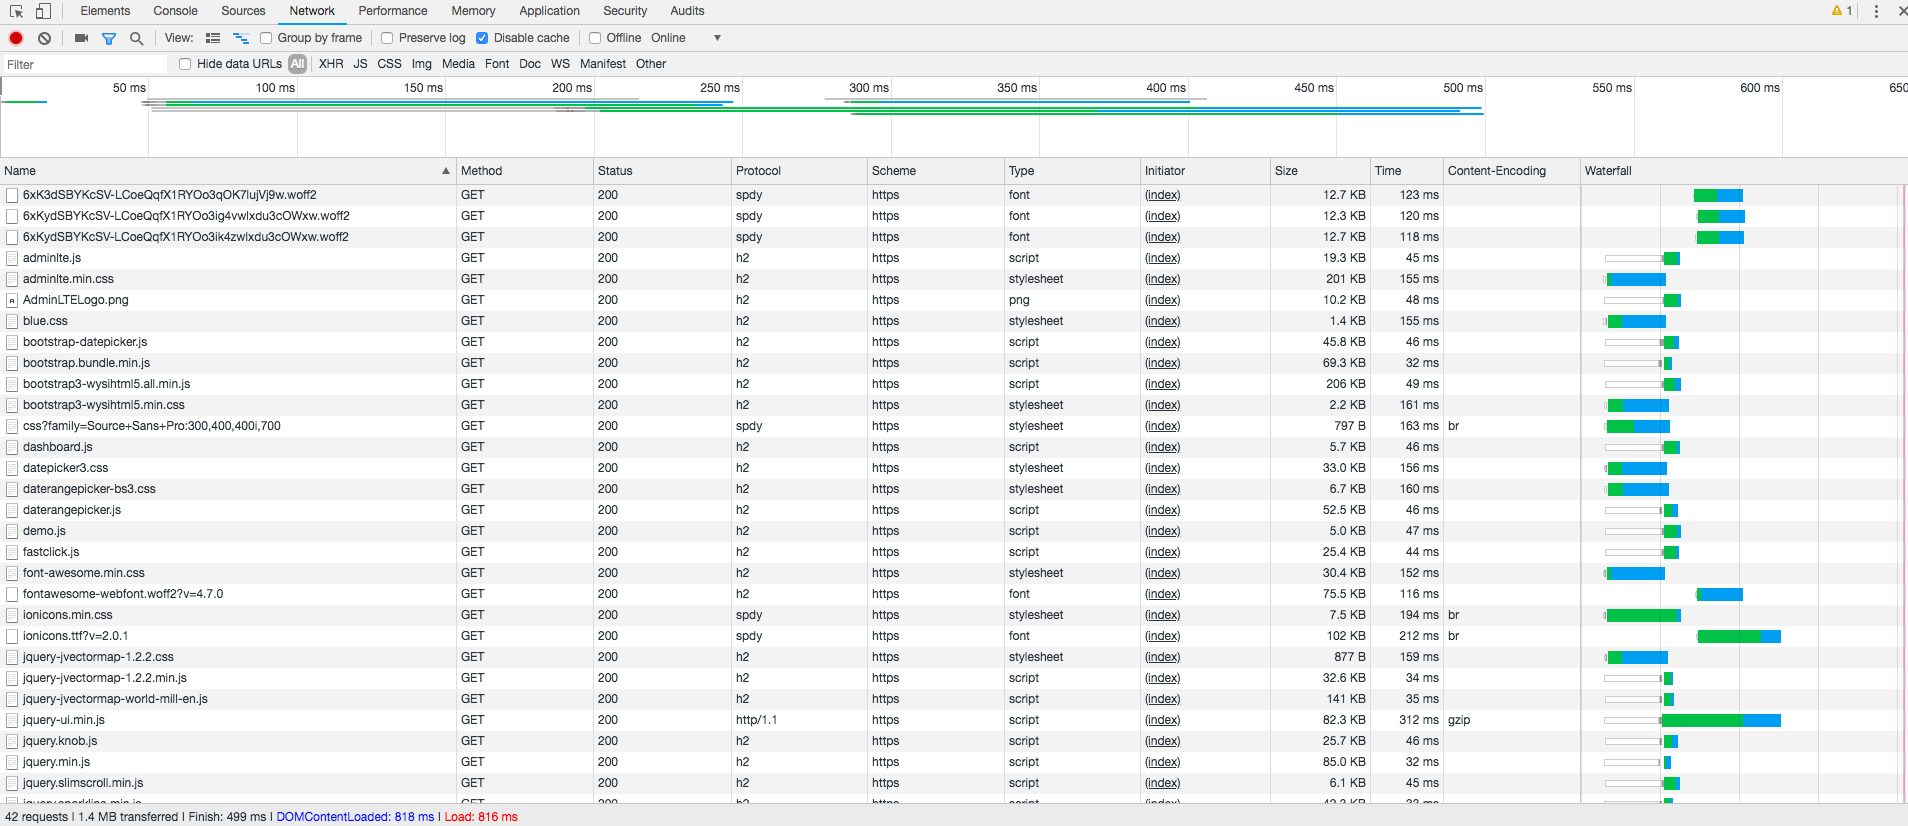 Elements Console Sources Network Performance Memory Application Security Audits 1
View: Group by frame Preserve log Disable cache Offline Online
Filter Hide data URLs All XHR JS CSS Img Media Font Doc WS Manifest Other
50 ms 100 ms 150 ms 200 ms 250 ms 300 ms 350 ms 400 ms 450 ms 500 ms 550 ms 600 ms 650
Name Method Status Protocol Scheme Type Initiator Size Time Content-Encoding Waterfall
6xK3dSBYKcSV-LCoeQqfX1RYOo3qOK7lujVj9w.woff2 GET 200 spdy https font (index) 12.7 KB 123 ms
6xKydSBYKcSV-LCoeQqfX1RYOo3ig4vwlxdu3cOWxw.woff2 GET 200 spdy https font (index) 12.3 KB 120 ms
6xKydSBYKcSV-LCoeQqfX1RYOo3ik4zwlxdu3cOWxw.woff2 GET 200 spdy https font (index) 12.7 KB 118 ms
adminlte.js GET 200 h2 https script (index) 19.3 KB 45 ms
adminlte.min.css GET 200 h2 https stylesheet (index) 201 KB 155 ms
AdminLTELogo.png GET 200 h2 https png (index) 10.2 KB 48 ms
blue.css GET 200 h2 https stylesheet (index) 1.4 KB 155 ms
bootstrap-datepicker.js GET 200 h2 https script (index) 45.8 KB 46 ms
bootstrap.bundle.min.js GET 200 h2 https script (index) 69.3 KB 32 ms
bootstrap3-wysihtml5.all.min.js GET 200 h2 https script (index) 206 KB 49 ms
bootstrap3-wysihtml5.min.css GET 200 h2 https stylesheet (index) 2.2 KB 161 ms
css?family=Source+Sans+Pro:300,400,400i,700 GET 200 spdy https stylesheet (index) 797 B 163 ms br
dashboard.js GET 200 h2 https script (index) 5.7 KB 46 ms
datepicker3.css GET 200 h2 https stylesheet (index) 33.0 KB 156 ms
daterangepicker-bs3.css GET 200 h2 https stylesheet (index) 6.7 KB 160 ms
daterangepicker.js GET 200 h2 https script (index) 52.5 KB 46 ms
demo.js GET 200 h2 https script (index) 5.0 KB 47 ms
fastclick.js GET 200 h2 https script (index) 25.4 KB 44 ms
font-awesome.min.css GET 200 h2 https stylesheet (index) 30.4 KB 152 ms
fontawesome-webfont.woff2?v=4.7.0 GET 200 h2 https font (index) 75.5 KB 116 ms
ionicons.min.css GET 200 spdy https stylesheet (index) 7.5 KB 194 ms br
ionicons.ttf?v=2.0.1 GET 200 spdy https font (index) 102 KB 212 ms br
jquery-jvectormap-1.2.2.css GET 200 h2 https stylesheet (index) 877 B 159 ms
jquery-jvectormap-1.2.2.min.js GET 200 h2 https script (index) 32.6 KB 34 ms
jquery-jvectormap-world-mill-en.js GET 200 h2 https script (index) 141 KB 35 ms
jquery-ui.min.js GET 200 http/1.1 https script (index) 82.3 KB 312 ms gzip
jquery.knob.js GET 200 h2 https script (index) 25.7 KB 46 ms
jquery.min.js GET 200 h2 https script (index) 85.0 KB 32 ms
jquery.slimscroll.min.js GET 200 h2 https script (index) 6.1 KB 45 ms
jquery.sparkline.min.js GET 200 h2 https script (index) 42.3 KB 33 ms
42 requests | 1.4 MB transferred | Finish: 499 ms | DOMContentLoaded: 818 ms | Load: 816 ms